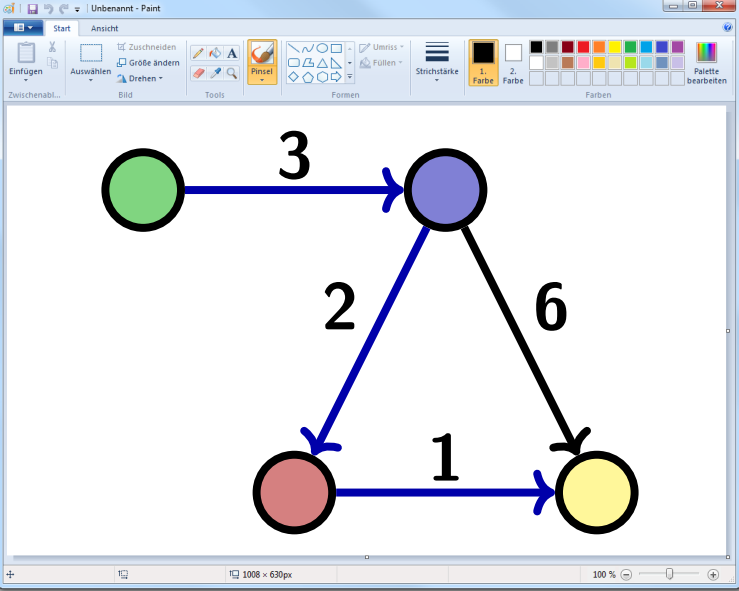 Unbenannt - Paint
Start Ansicht
Einfügen
Zwischenabl...
Auswählen
Zuschneiden
Größe ändern
Drehen
Bild
A
Tools
Pinsel
Formen
Umriss
Füllen
Strichstärke
1.
Farbe
2.
Farbe
Palette
bearbeiten
Farben
3
2
6
1
1008 × 630px
100 %